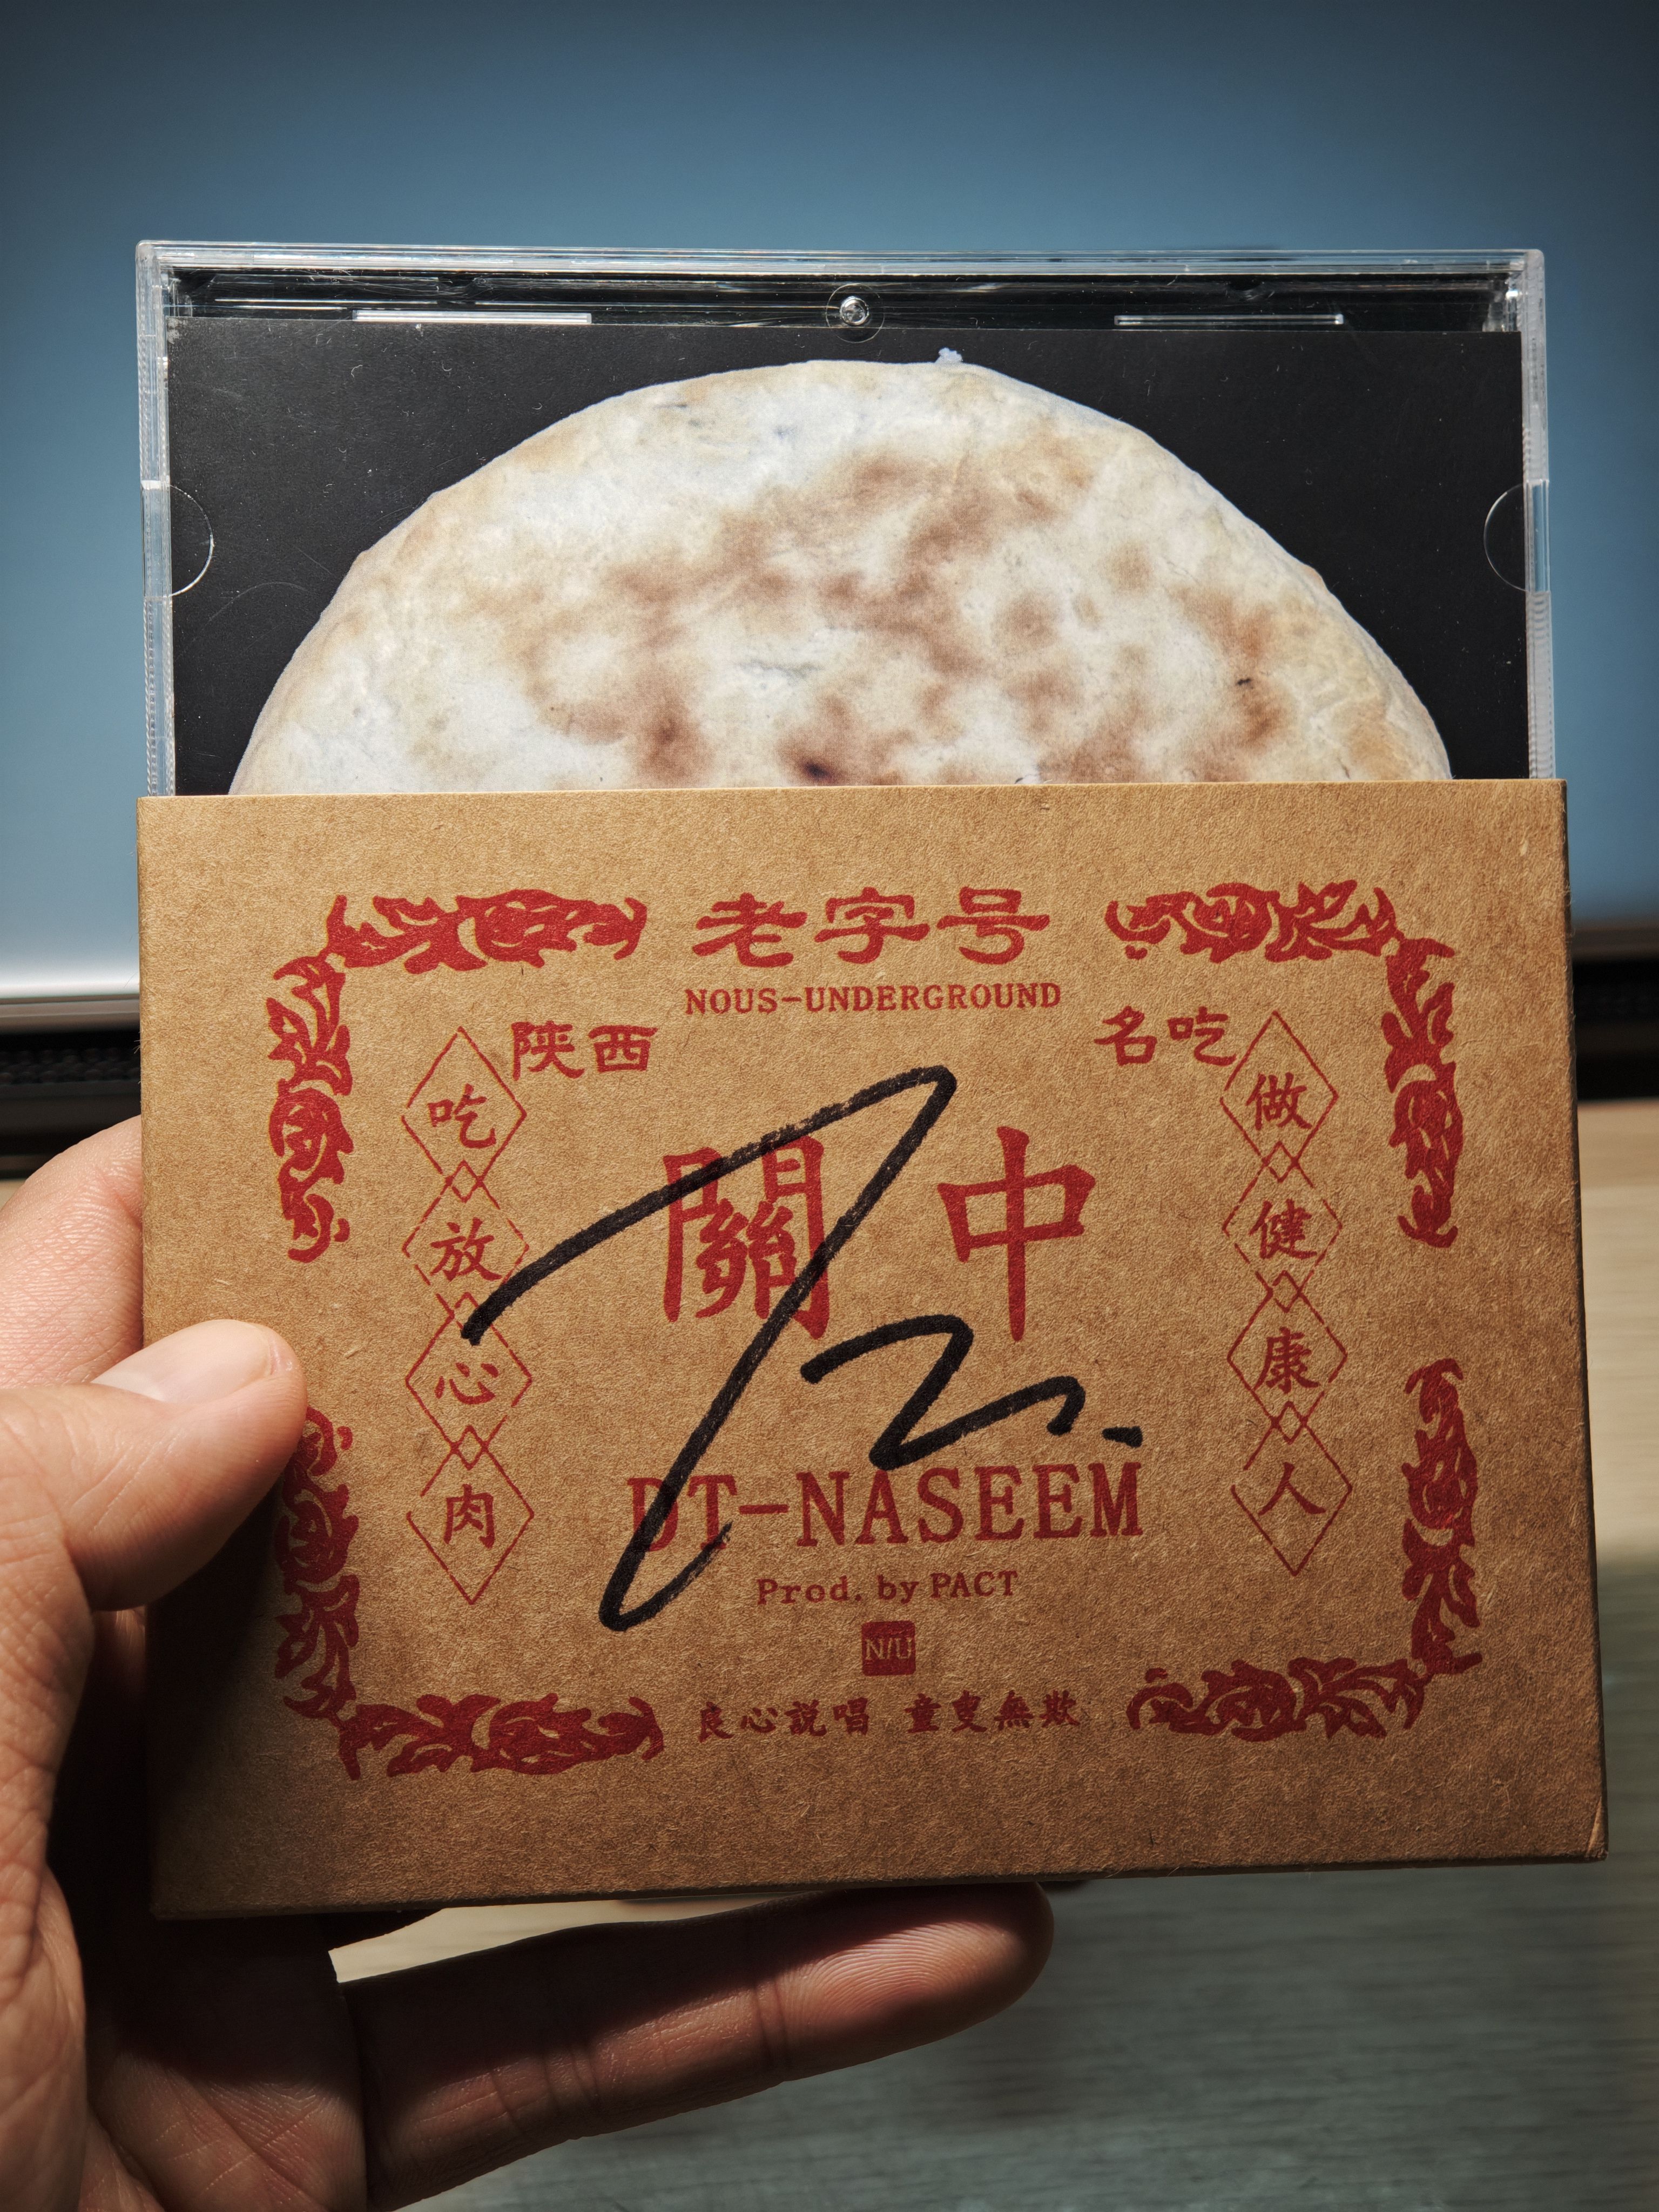 老字号
NOUS-UNDERGROUND
陕西 名吃
吃放心肉
做健康人
關中
DT-NASEEM
Prod. by PACT
N/U
良心説唱 童叟無欺